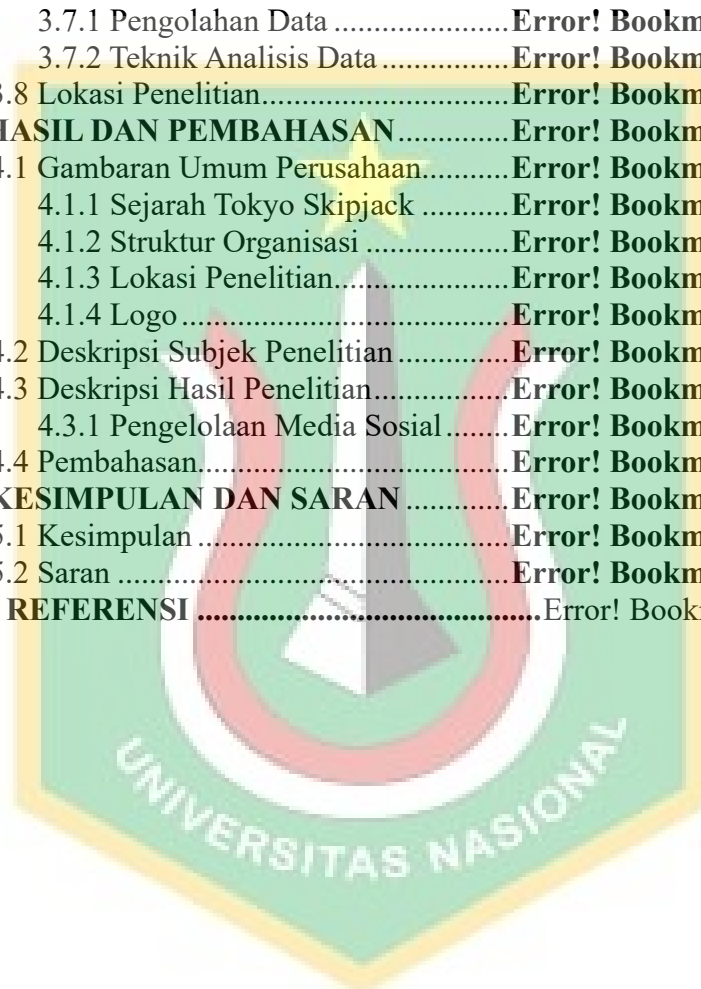 3.7.1 Pengolahan Data ......................Error! Bookm
3.7.2 Teknik Analisis Data ................Error! Bookm
.8 Lokasi Penelitian...............................Error! Bookm
HASIL DAN PEMBAHASAN..............Error! Bookm
4.1 Gambaran Umum Perusahaan...........Error! Bookm
4.1.1 Sejarah Tokyo Skipjack ...........Error! Bookm
4.1.2 Struktur Organisasi ..................Error! Bookm
4.1.3 Lokasi Penelitian......................Error! Bookm
4.1.4 Logo .........................................Error! Bookm
4.2 Deskripsi Subjek Penelitian ..............Error! Bookm
4.3 Deskripsi Hasil Penelitian.................Error! Bookm
4.3.1 Pengelolaan Media Sosial ........Error! Bookm
4.4 Pembahasan.......................................Error! Bookm
KESIMPULAN DAN SARAN .............Error! Bookm
5.1 Kesimpulan .......................................Error! Bookm
5.2 Saran .................................................Error! Bookm
REFERENSI ...........................................Error! Book
UNIVERSITAS NASIONAL